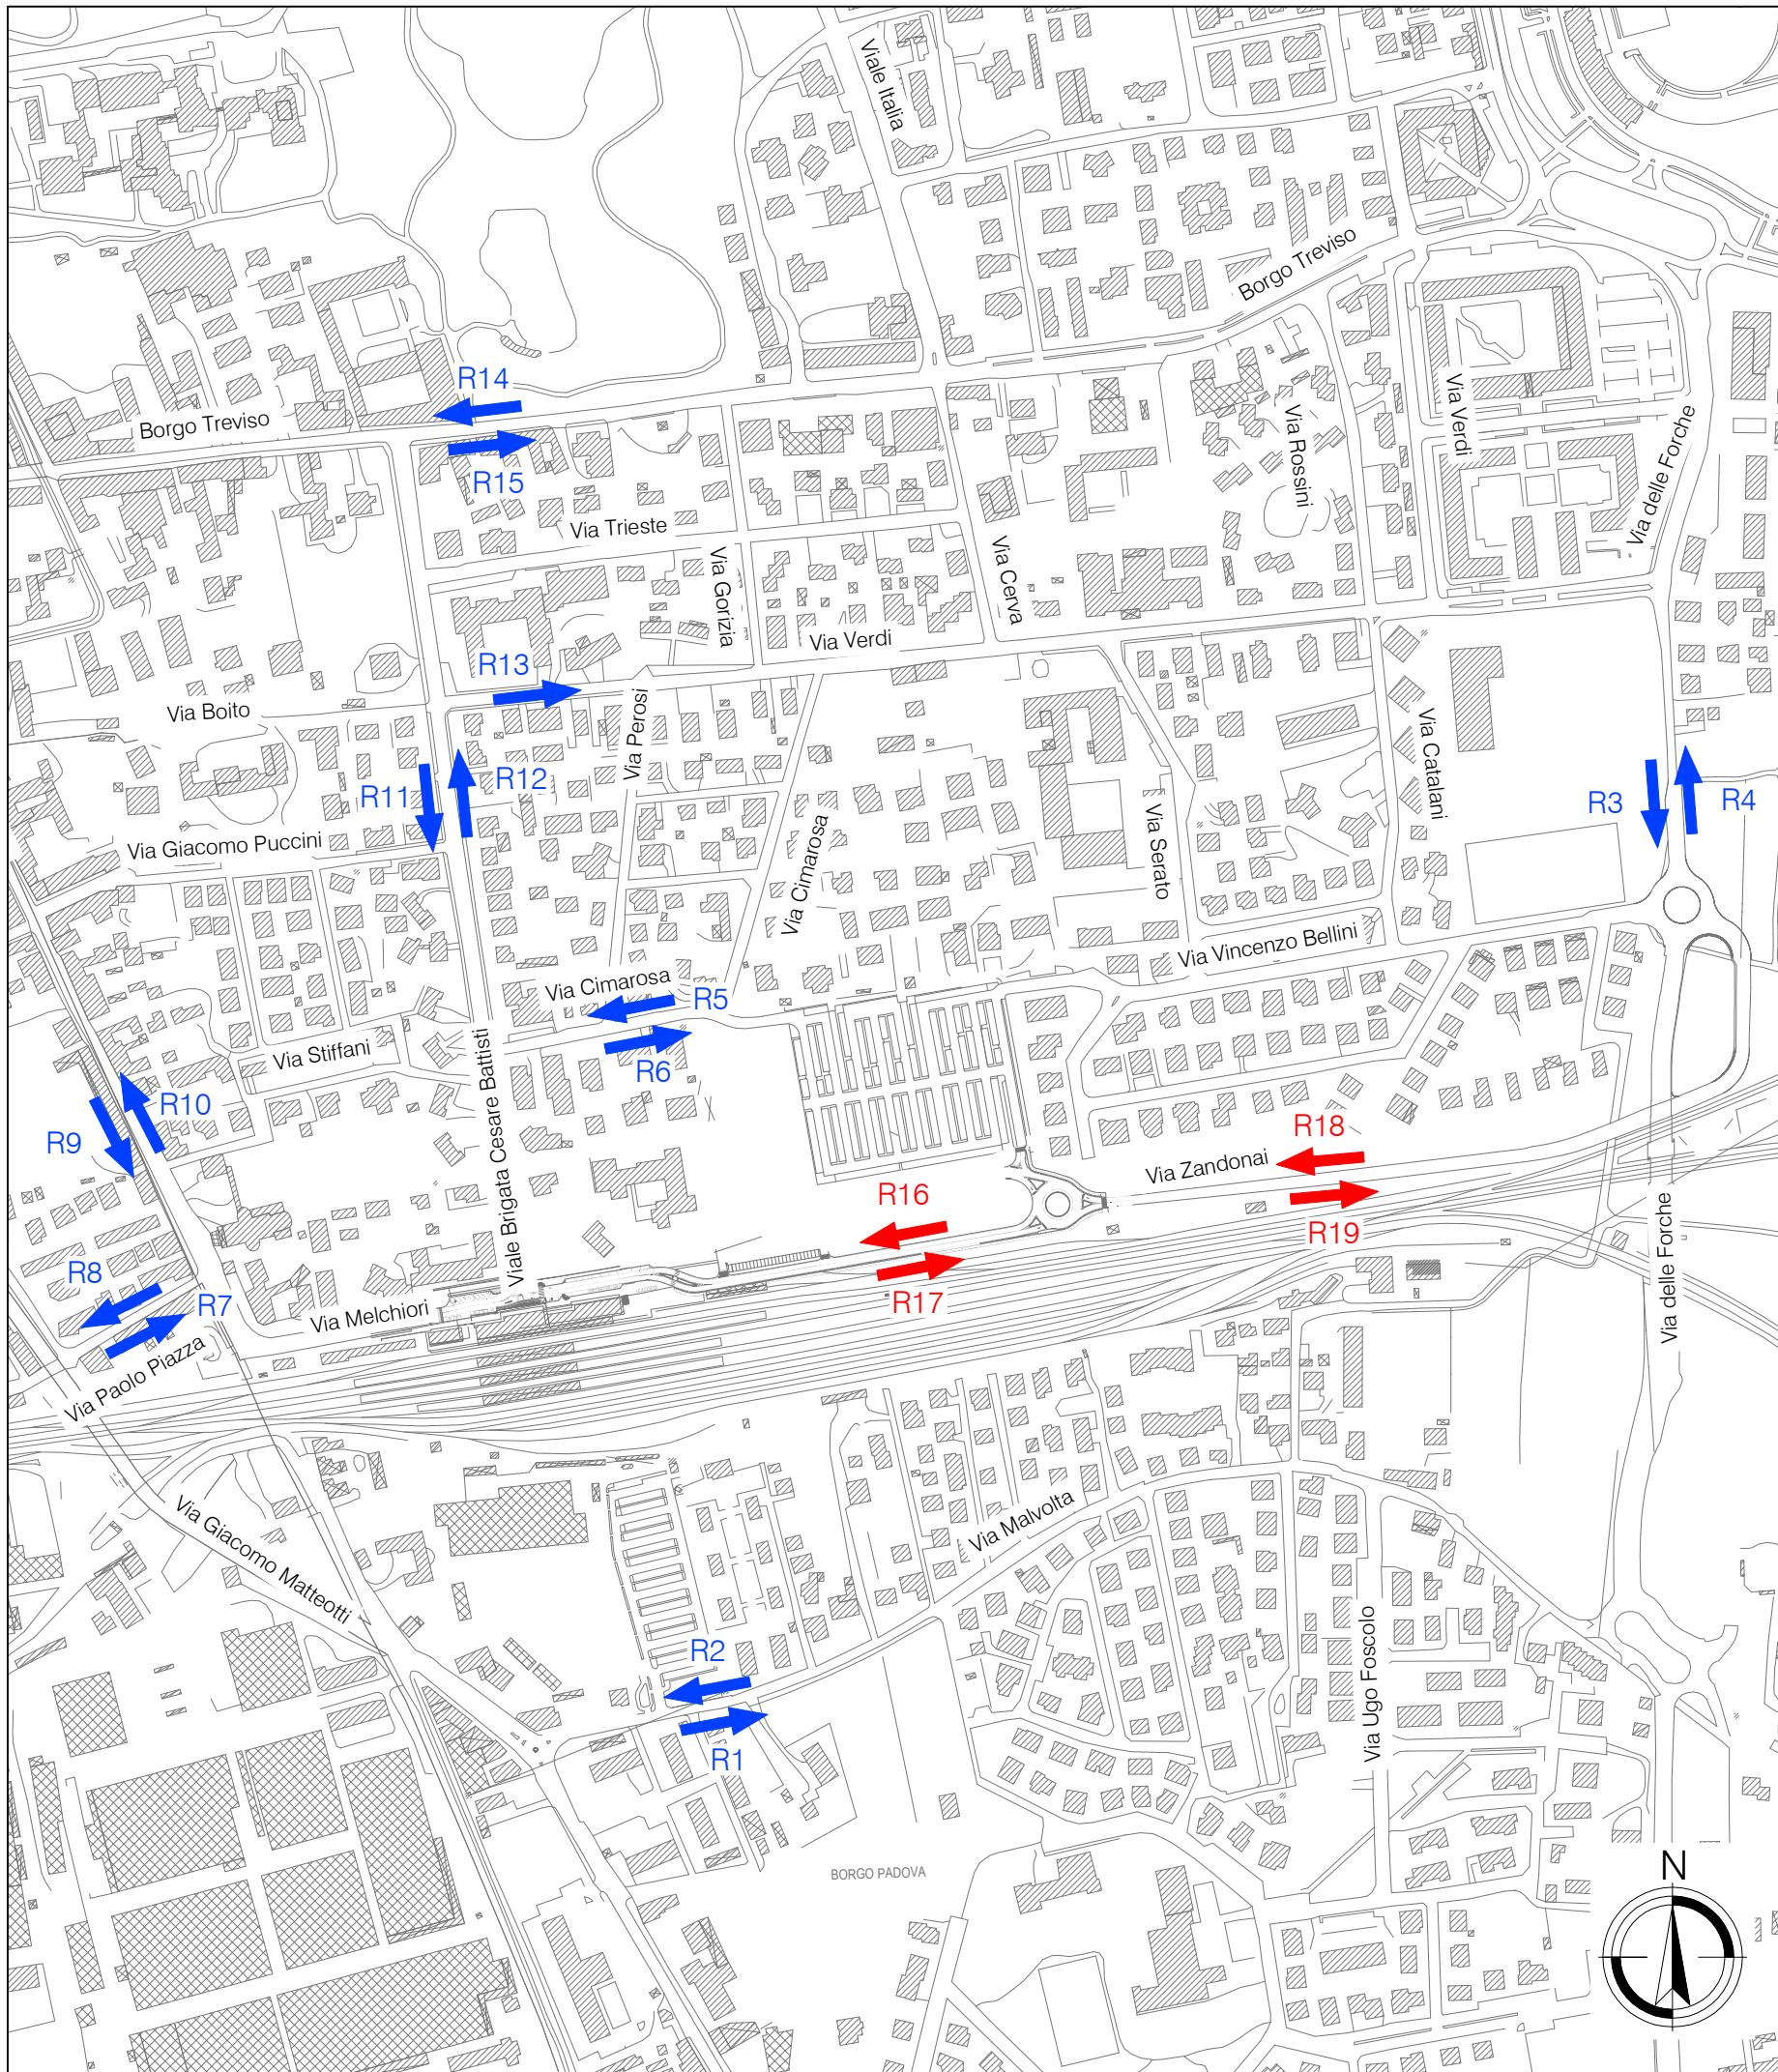 Viale Italia
Borgo Treviso
R14
Borgo Treviso
Via Verdi
Via Rossini
R15
Via delle Forche
Via Trieste
Via Gorizia
Via Cerva
Via Verdi
R13
Via Boito
Via Perosi
Via Catalani
R11
R12
R3
R4
Via Giacomo Puccini
Via Cimarosa
Via Serato
Via Vincenzo Bellini
Via Cimarosa
R5
Via Stiffani
R6
Viale Brigata Cesare Battisti
R10
R9
R18
Via Zandonai
R16
R19
Via delle Forche
R8
R7
R17
Via Melchiori
Via Paolo Piazza
Via Giacomo Matteotti
Via Malvolta
R2
Via Ugo Foscolo
R1
BORGO PADOVA
N